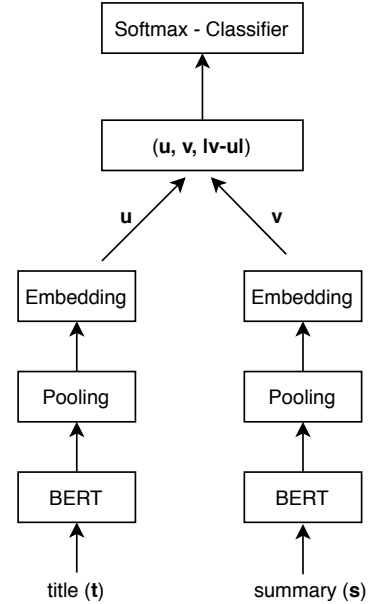 Softmax - Classifier
(u, v, |v-u|)
u
v
Embedding
Embedding
Pooling
Pooling
BERT
BERT
title (t)
summary (s)